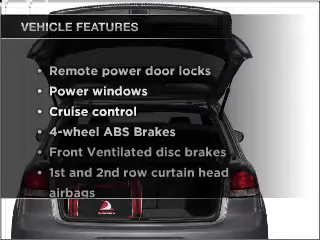 VEHICLE FEATURES
• Remote power door locks
• Power windows
• Cruise control
• 4-wheel ABS Brakes
• Front Ventilated disc brakes
• 1st and 2nd row curtain head
airbags